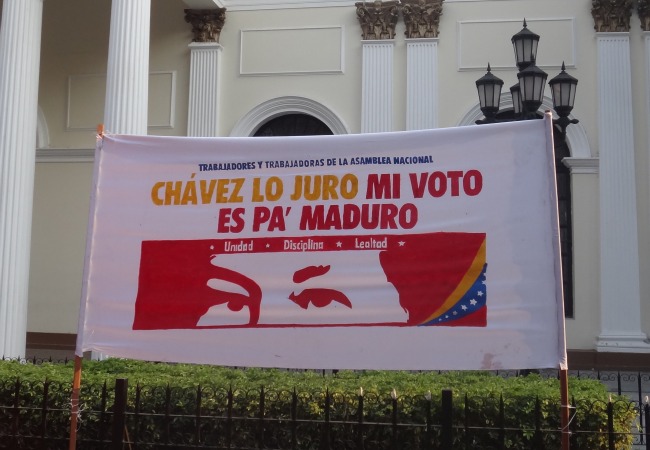 TRABAJADORES Y TRABAJADORAS DE LA ASAMBLEA NACIONAL
CHÁVEZ LO JURO MI VOTO
ES PA' MADURO
★ Unidad ★ Disciplina ★ Lealtad ★